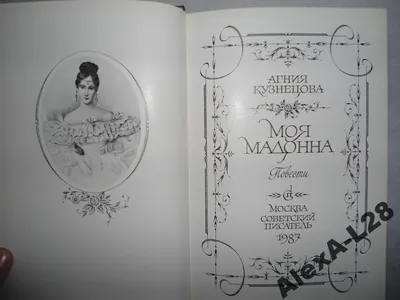 АГНИЯ
КУЗНЕЦОВА
МОЯ
МАДОННА
Повести
МОСКВА
СОВЕТСКИЙ
ПИСАТЕЛЬ
1987
AlexA-L28